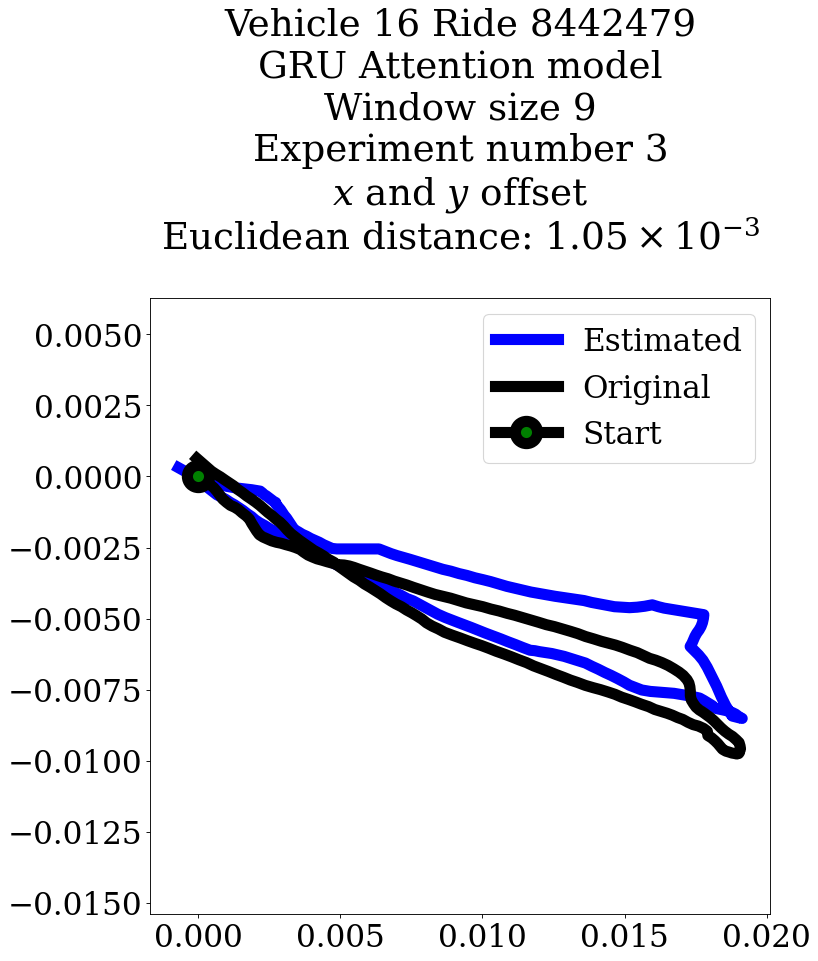 Vehicle 16 Ride 8442479
GRU Attention model
Window size 9
Experiment number 3
x and y offset
Euclidean distance: 1.05 × 10⁻³
Estimated
Original
Start
0.0050
0.0025
0.0000
−0.0025
−0.0050
−0.0075
−0.0100
−0.0125
−0.0150
0.000 0.005 0.010 0.015 0.020